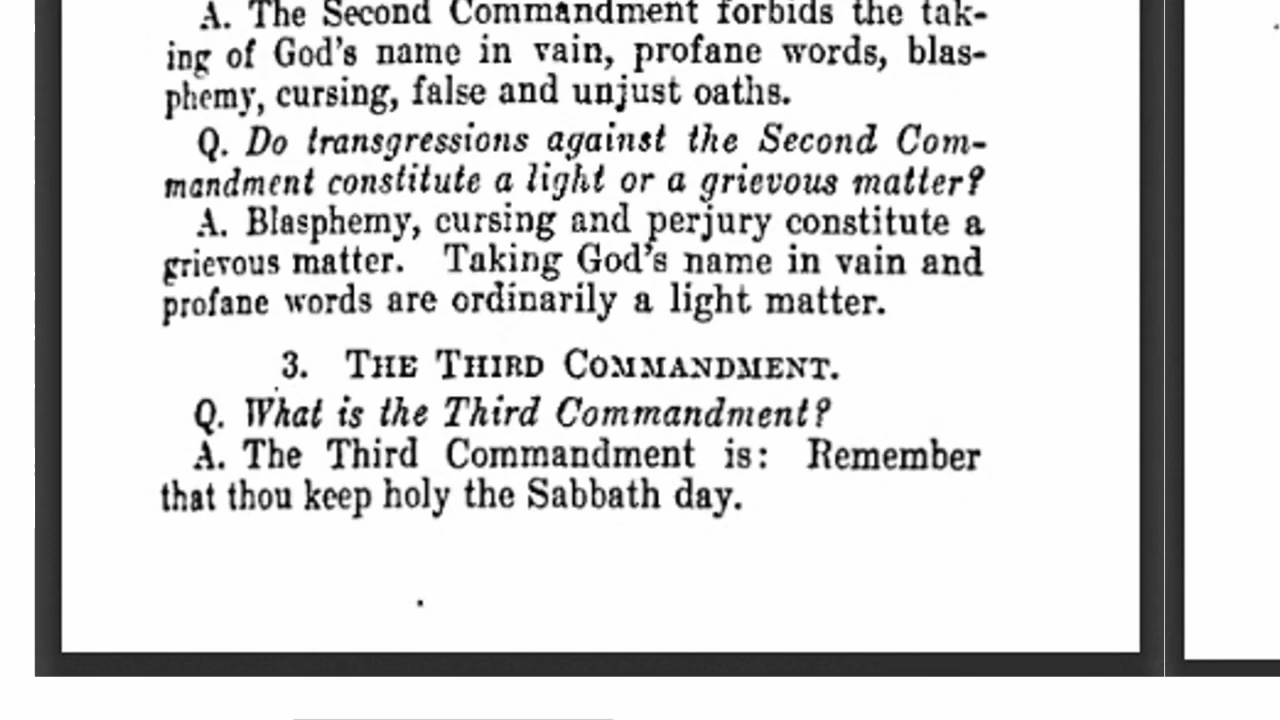 A. The Second Commandment forbids the tak-
ing of God's name in vain, profane words, blas-
phemy, cursing, false and unjust oaths.
Q. Do transgressions against the Second Com-
mandment constitute a light or a grievous matter?
A. Blasphemy, cursing and perjury constitute a
grievous matter. Taking God's name in vain and
profane words are ordinarily a light matter.
3. THE THIRD COMMANDMENT.
Q. What is the Third Commandment?
A. The Third Commandment is: Remember
that thou keep holy the Sabbath day.